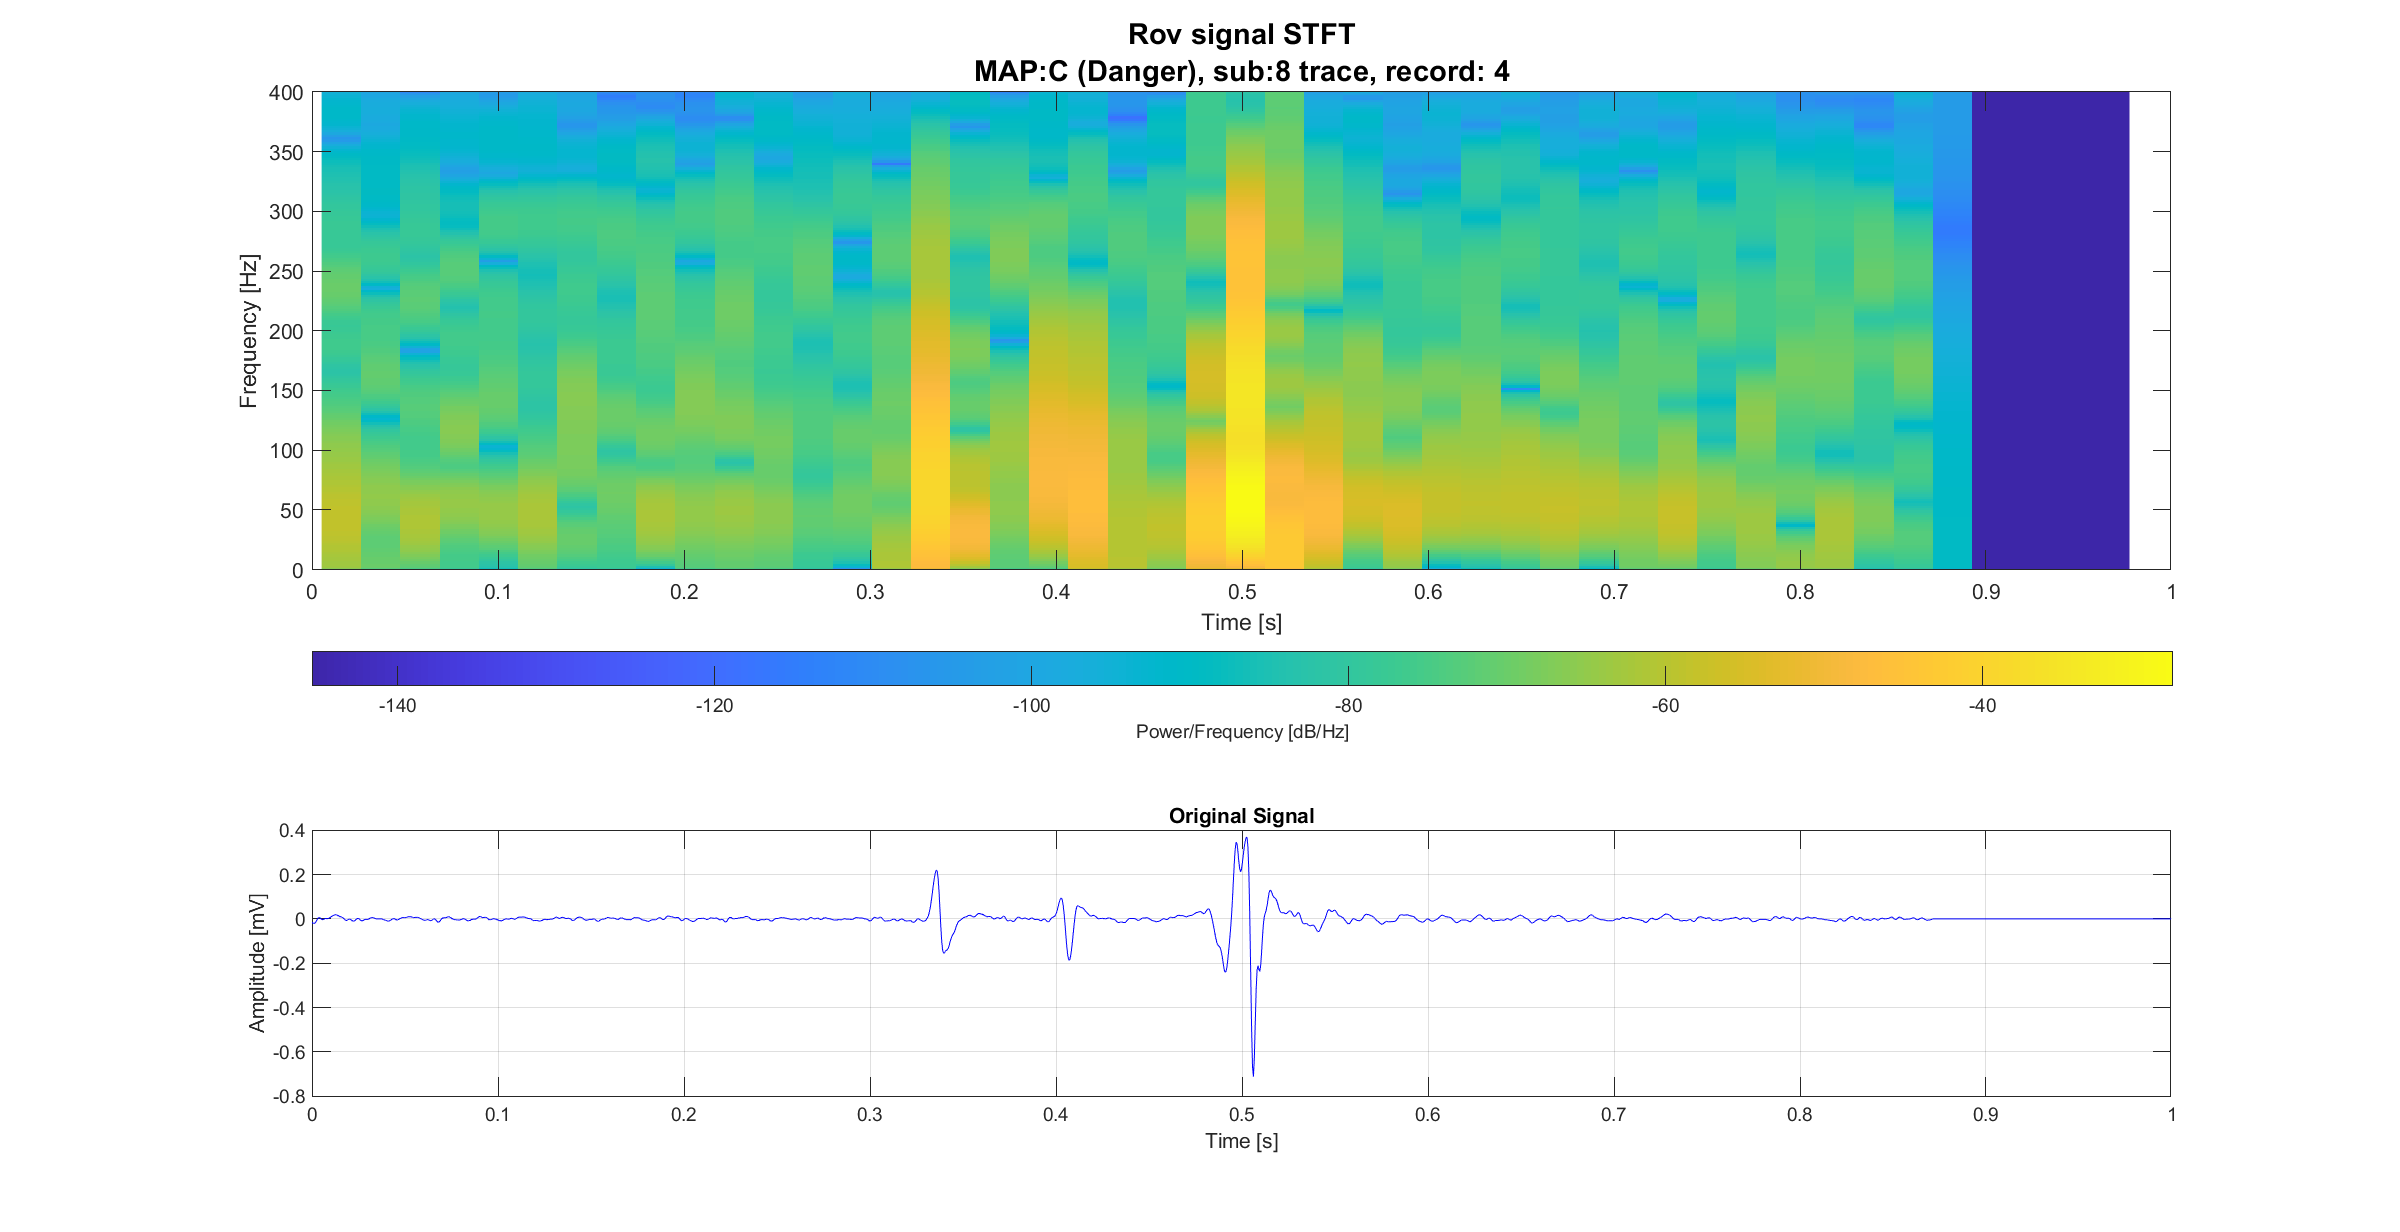 Rov signal STFT
MAP:C (Danger), sub:8 trace, record: 4
400
350
300
250
200
150
100
50
0
Frequency [Hz]
0 0.1 0.2 0.3 0.4 0.5 0.6 0.7 0.8 0.9 1
Time [s]
-140 -120 -100 -80 -60 -40
Power/Frequency [dB/Hz]
Original Signal
0.4
0.2
0
-0.2
-0.4
-0.6
-0.8
Amplitude [mV]
0 0.1 0.2 0.3 0.4 0.5 0.6 0.7 0.8 0.9 1
Time [s]